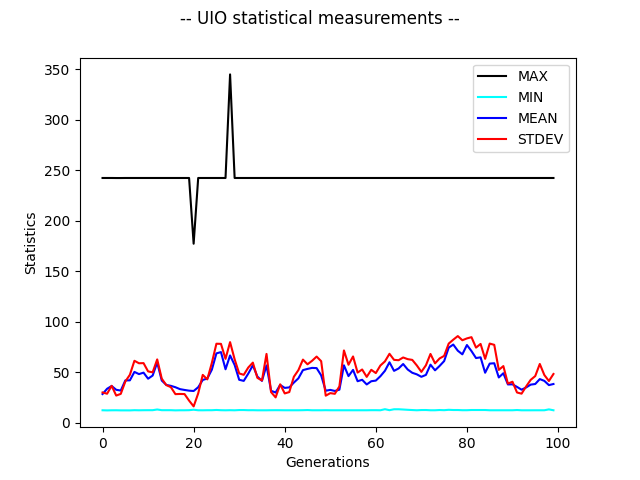 -- UIO statistical measurements --
350
300
250
200
150
100
50
0
Statistics
MAX
MIN
MEAN
STDEV
0 20 40 60 80 100
Generations